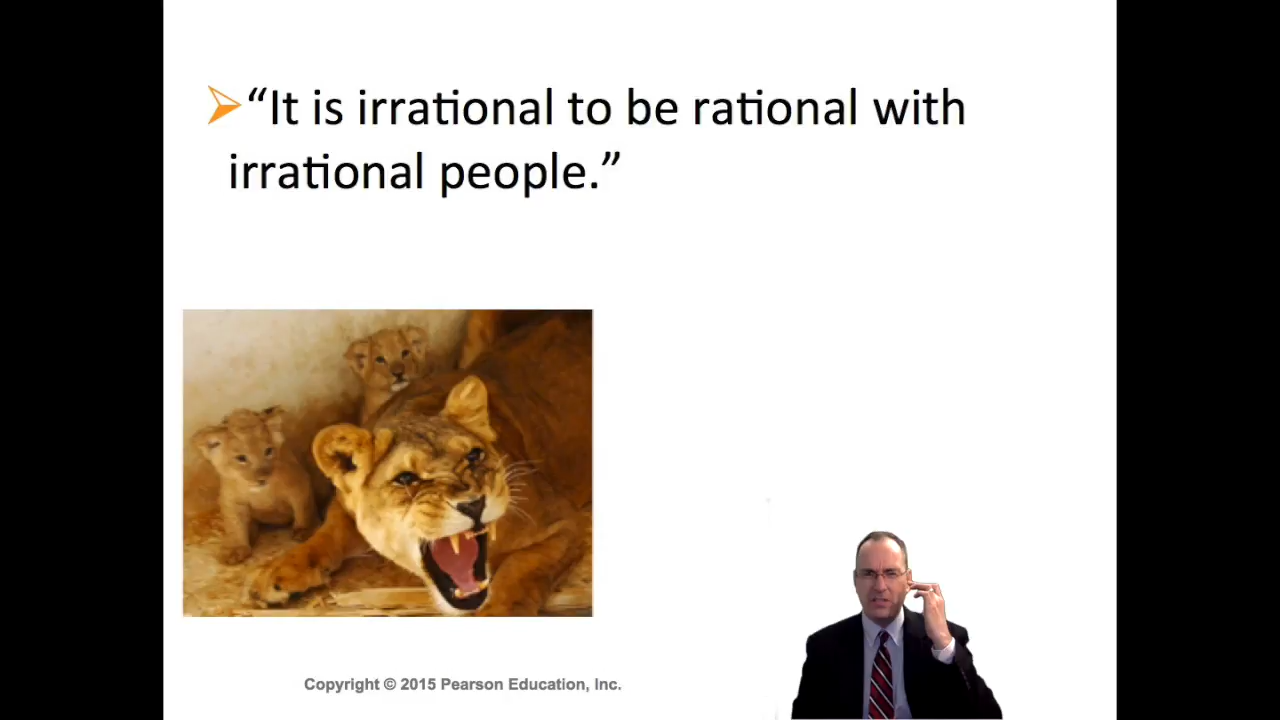 “It is irrational to be rational with
irrational people.”
Copyright © 2015 Pearson Education, Inc.